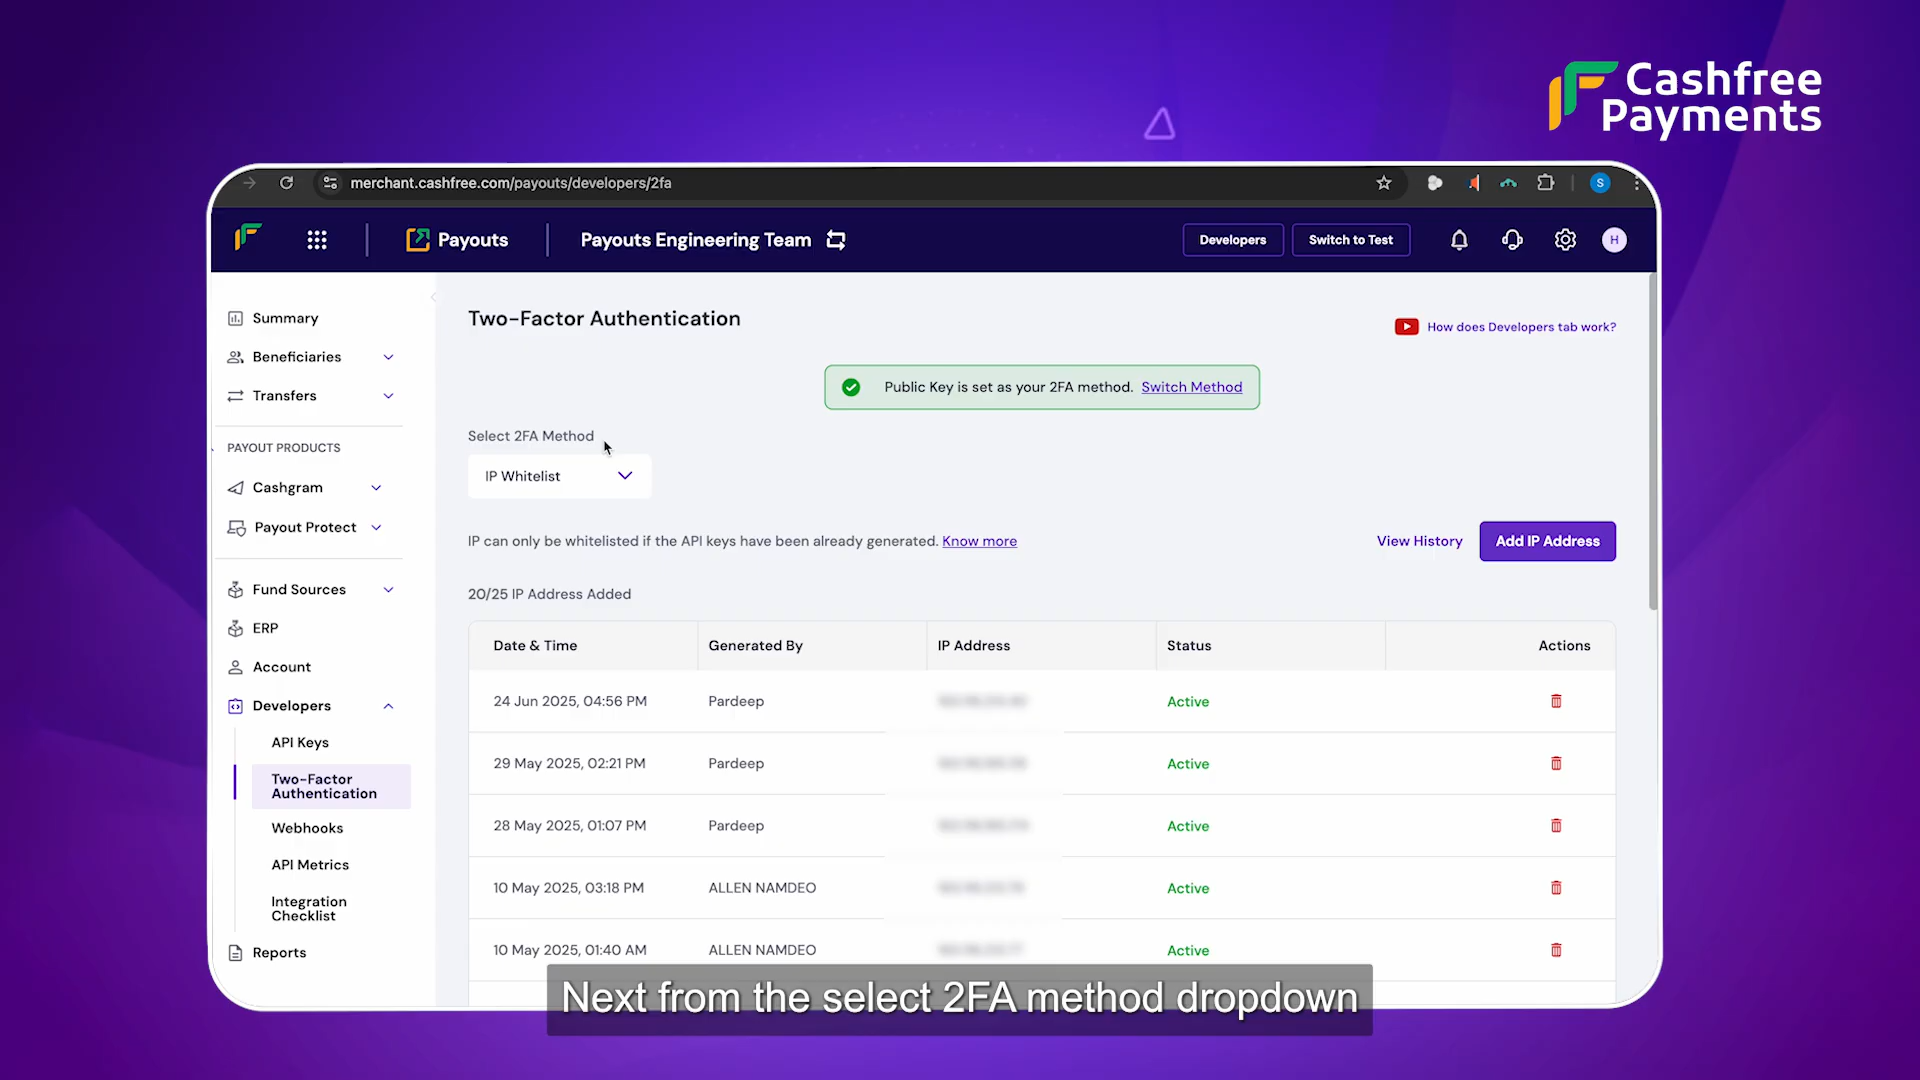 Cashfree
Payments
merchant.cashfree.com/payouts/developers/2fa
S
Payouts
Payouts Engineering Team
Developers
Switch to Test
H
Summary
Beneficiaries
Transfers
PAYOUT PRODUCTS
Cashgram
Payout Protect
Fund Sources
ERP
Account
Developers
API Keys
Two-Factor
Authentication
Webhooks
API Metrics
Integration
Checklist
Reports
Two-Factor Authentication
How does Developers tab work?
Public Key is set as your 2FA method. Switch Method
Select 2FA Method
IP Whitelist
IP can only be whitelisted if the API keys have been already generated. Know more
View History
Add IP Address
20/25 IP Address Added
Date & Time Generated By IP Address Status Actions
24 Jun 2025, 04:56 PM Pardeep Active
29 May 2025, 02:21 PM Pardeep Active
28 May 2025, 01:07 PM Pardeep Active
10 May 2025, 03:18 PM ALLEN NAMDEO Active
10 May 2025, 01:40 AM ALLEN NAMDEO Active
Next from the select 2FA method dropdown